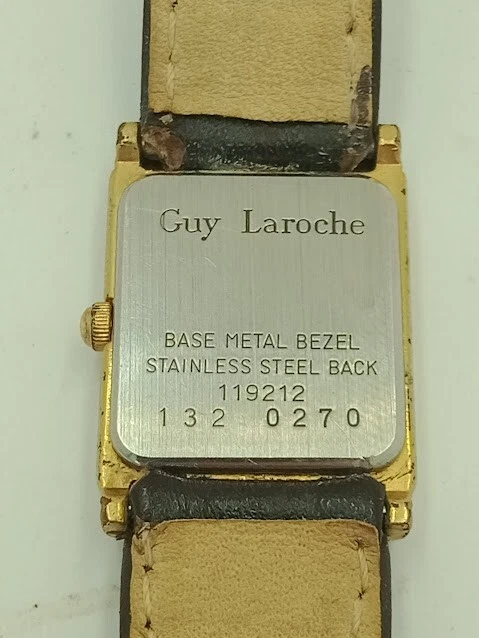 Guy Laroche
BASE METAL BEZEL
STAINLESS STEEL BACK
119212
132 0270